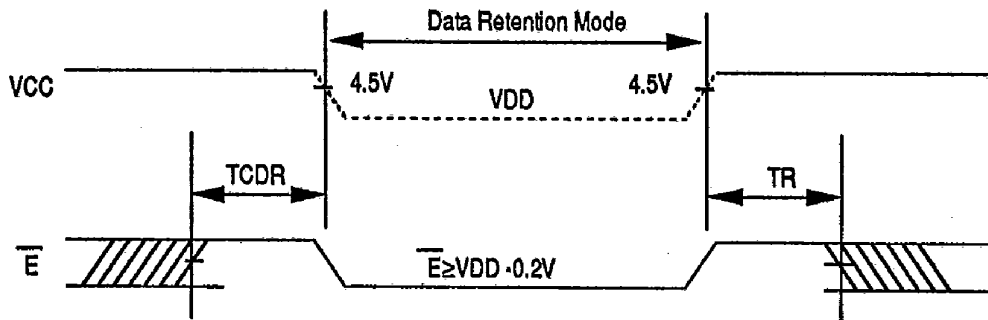 Data Retention Mode
VCC
4.5V
VDD
4.5V
TCDR
TR
E̅
E̅≥VDD -0.2V